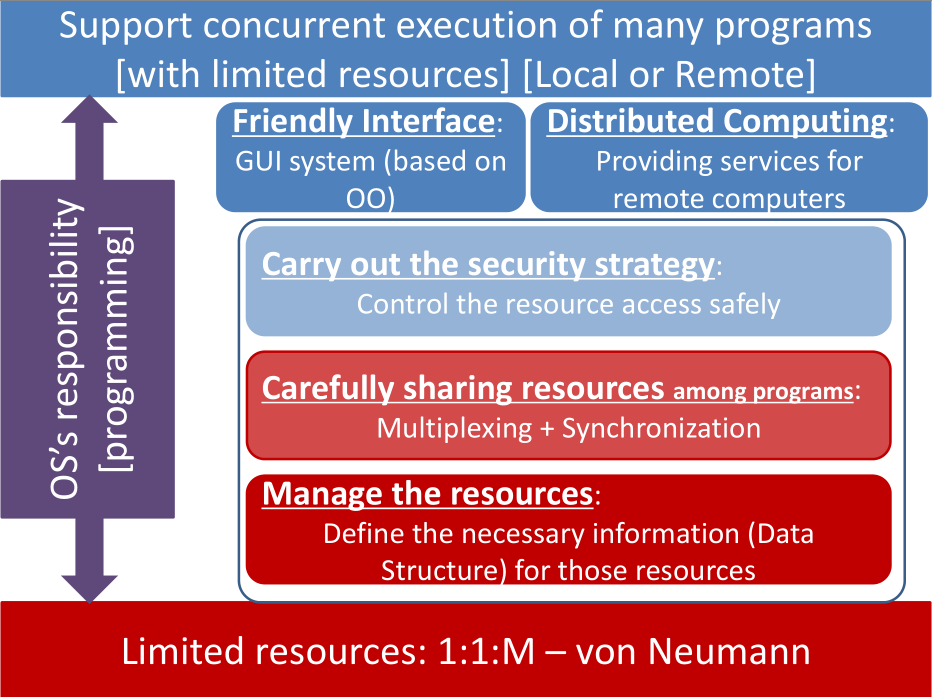 Support concurrent execution of many programs
[with limited resources] [Local or Remote]
Friendly Interface:
GUI system (based on
OO)
Distributed Computing:
Providing services for
remote computers
OS's responsibility
[programming]
Carry out the security strategy:
Control the resource access safely
Carefully sharing resources among programs:
Multiplexing + Synchronization
Manage the resources:
Define the necessary information (Data
Structure) for those resources
Limited resources: 1:1:M – von Neumann